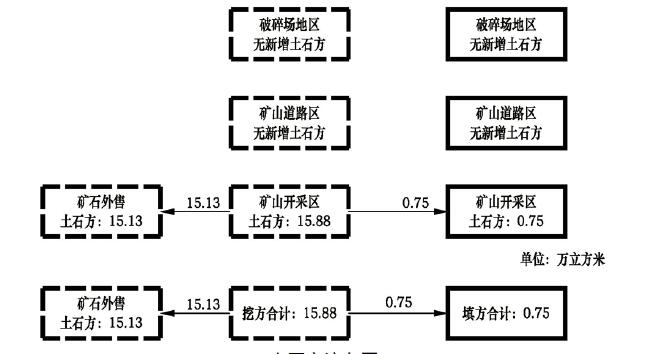 破碎场地区
无新增土石方
破碎场地区
无新增土石方
矿山道路区
无新增土石方
矿山道路区
无新增土石方
矿石外售
土石方：15.13
15.13
矿山开采区
土石方：15.88
0.75
矿山开采区
土石方：0.75
单位：万立方米
矿石外售
土石方：15.13
15.13
挖方合计：15.88
0.75
填方合计：0.75